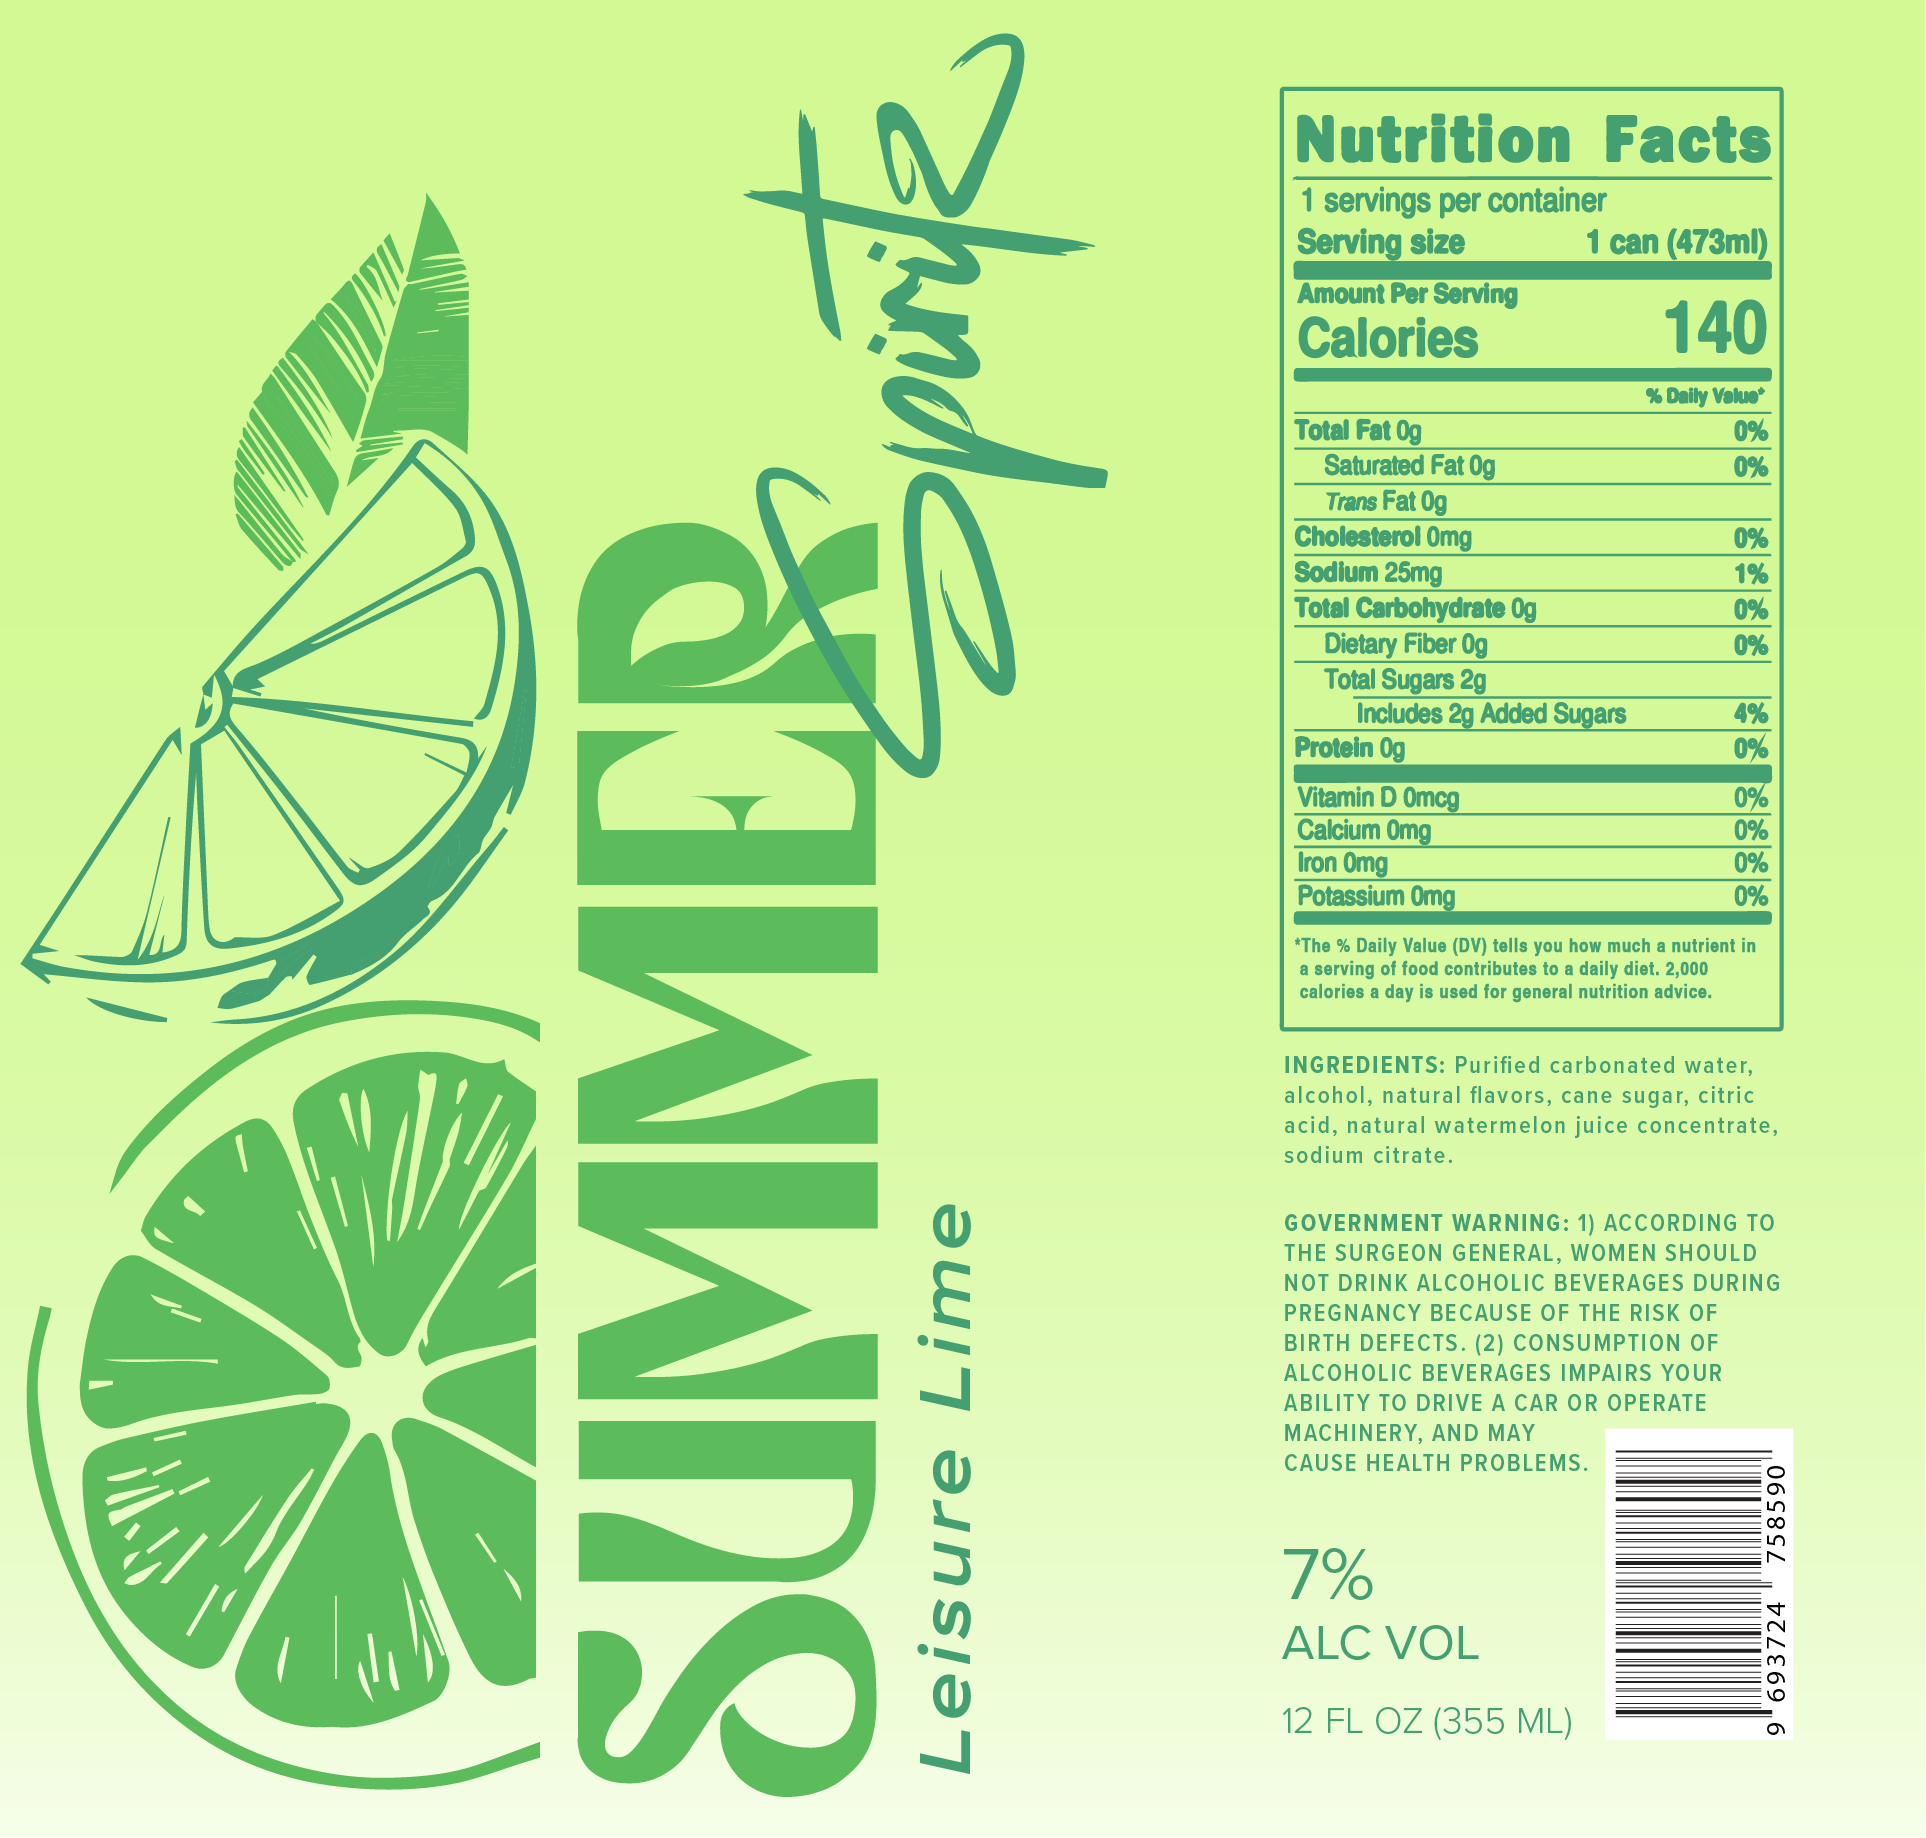 SUMMER
Spirit
Leisure Lime
Nutrition Facts
1 servings per container
Serving size 1 can (473ml)
Amount Per Serving
Calories 140
% Daily Value*
Total Fat 0g 0%
Saturated Fat 0g 0%
Trans Fat 0g
Cholesterol 0mg 0%
Sodium 25mg 1%
Total Carbohydrate 0g 0%
Dietary Fiber 0g 0%
Total Sugars 2g
Includes 2g Added Sugars 4%
Protein 0g 0%
Vitamin D 0mcg 0%
Calcium 0mg 0%
Iron 0mg 0%
Potassium 0mg 0%
*The % Daily Value (DV) tells you how much a nutrient in
a serving of food contributes to a daily diet. 2,000
calories a day is used for general nutrition advice.
INGREDIENTS: Purified carbonated water,
alcohol, natural flavors, cane sugar, citric
acid, natural watermelon juice concentrate,
sodium citrate.
GOVERNMENT WARNING: 1) ACCORDING TO
THE SURGEON GENERAL, WOMEN SHOULD
NOT DRINK ALCOHOLIC BEVERAGES DURING
PREGNANCY BECAUSE OF THE RISK OF
BIRTH DEFECTS. (2) CONSUMPTION OF
ALCOHOLIC BEVERAGES IMPAIRS YOUR
ABILITY TO DRIVE A CAR OR OPERATE
MACHINERY, AND MAY
CAUSE HEALTH PROBLEMS.
7%
ALC VOL
12 FL OZ (355 ML)
9 693724 758590